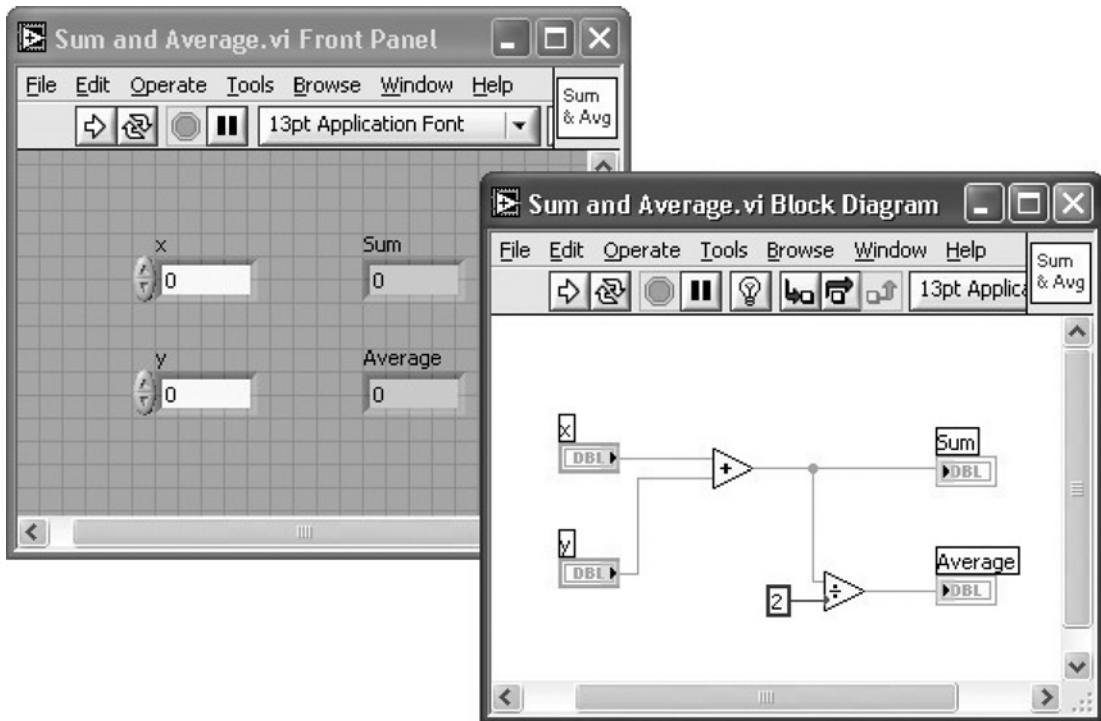 Sum and Average.vi Front Panel
File Edit Operate Tools Browse Window Help
Sum
& Avg
13pt Application Font
x
0
Sum
0
y
0
Average
0
Sum and Average.vi Block Diagram
File Edit Operate Tools Browse Window Help
Sum
& Avg
13pt Applica
x
DBL
+
Sum
DBL
y
DBL
2
÷
Average
DBL